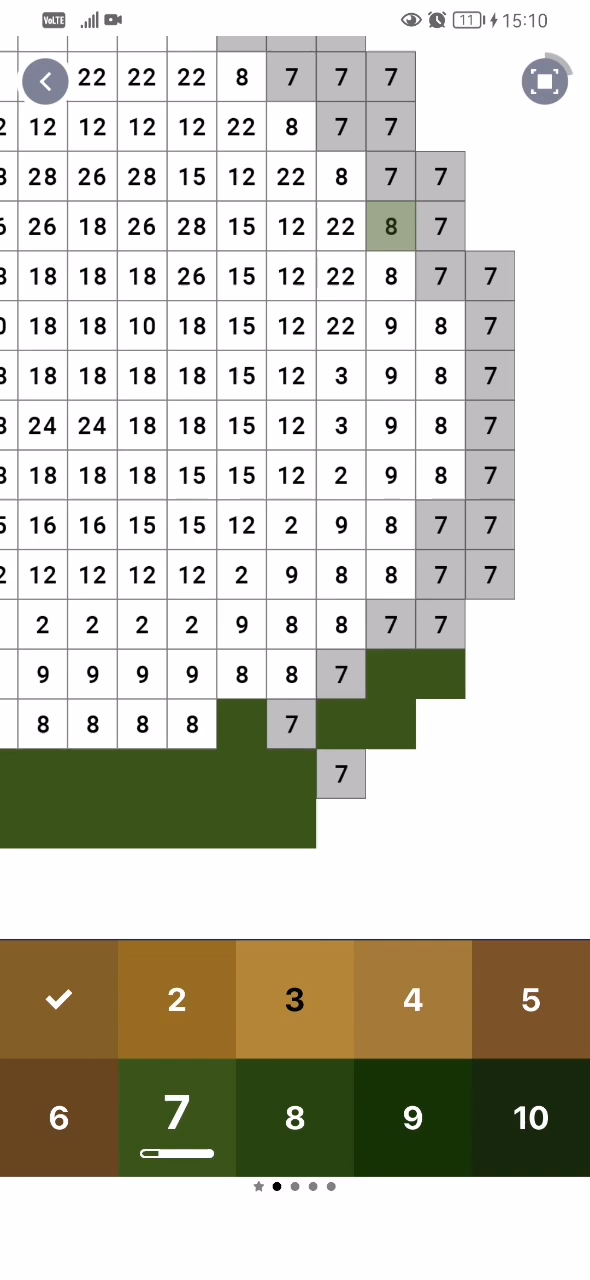 VoLTE 11 15:10
22 22 22 8 7 7 7
2 12 12 12 12 22 8 7 7
28 26 28 15 12 22 8 7 7
26 18 26 28 15 12 22 8 7
18 18 18 26 15 12 22 8 7 7
18 18 10 18 15 12 22 9 8 7
18 18 18 18 15 12 3 9 8 7
24 24 18 18 15 12 3 9 8 7
18 18 18 15 15 12 2 9 8 7
16 16 15 15 12 2 9 8 7 7
2 12 12 12 12 2 9 8 8 7 7
2 2 2 2 9 8 8 7 7
9 9 9 9 8 8 7
8 8 8 8 7
7
2 3 4 5
6 7 8 9 10